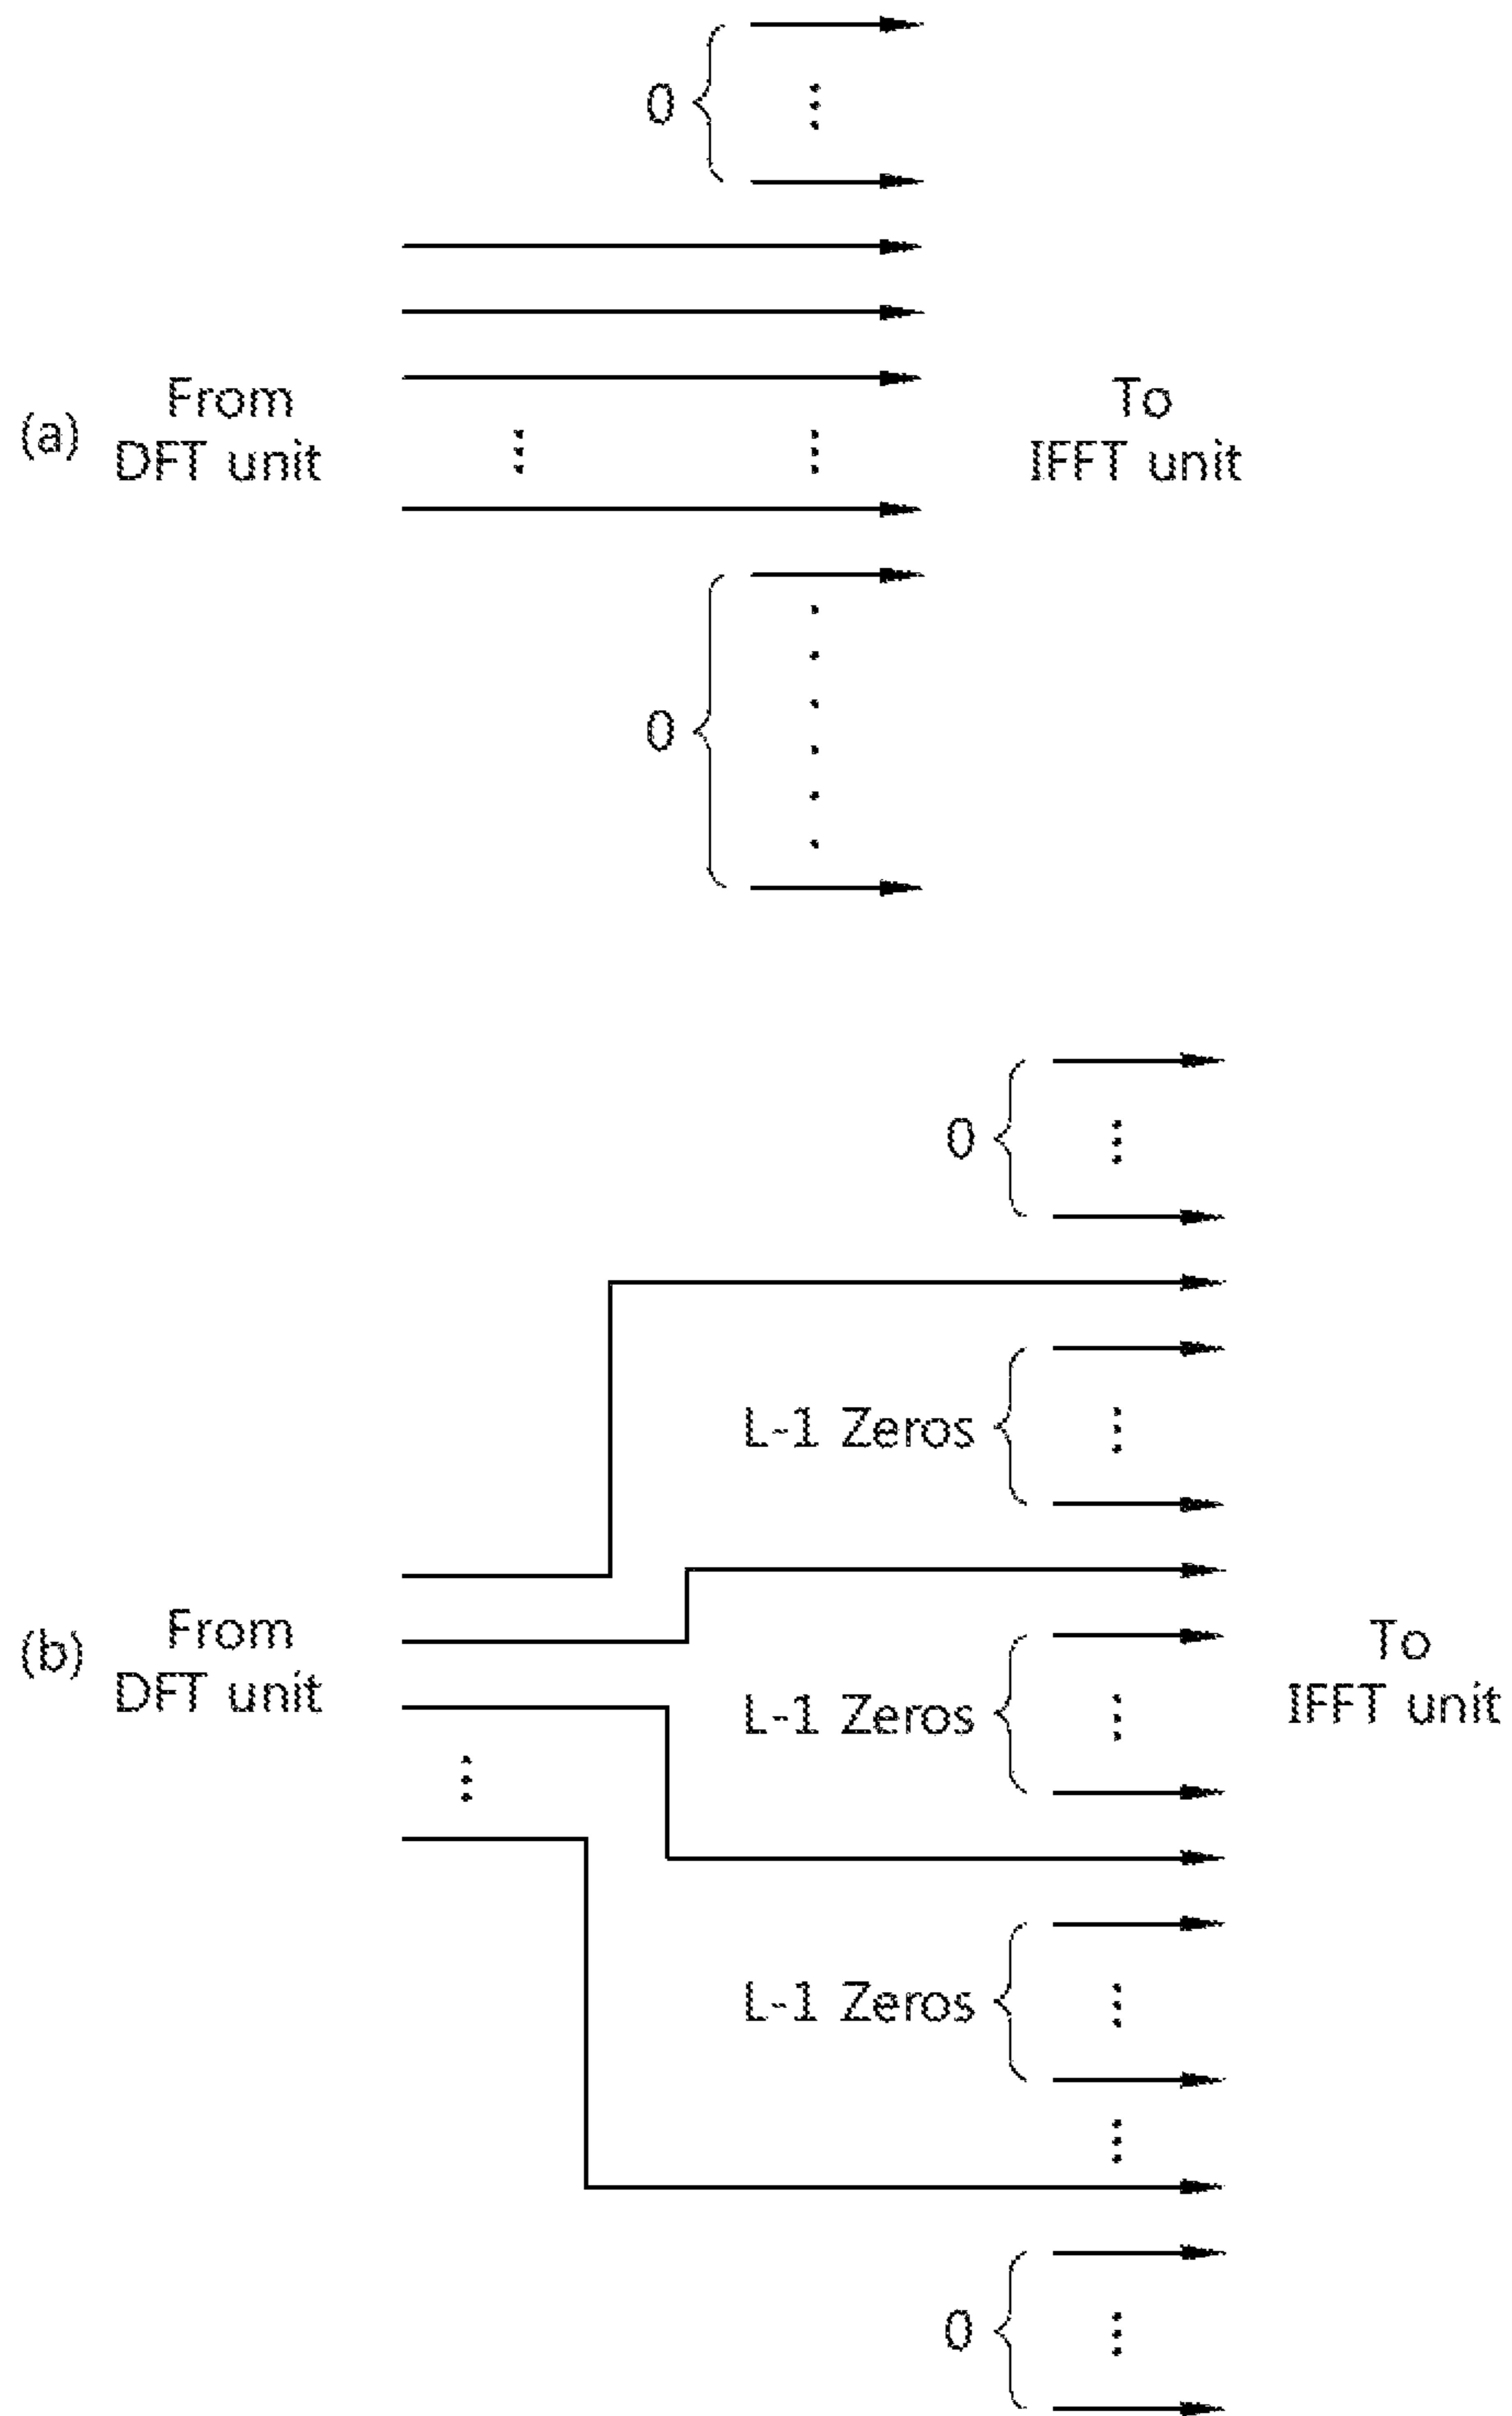 0
(a)
From
DFT unit
To
IFFT unit
0
0
L-1 Zeros
(b)
From
DFT unit
L-1 Zeros
To
IFFT unit
L-1 Zeros
0